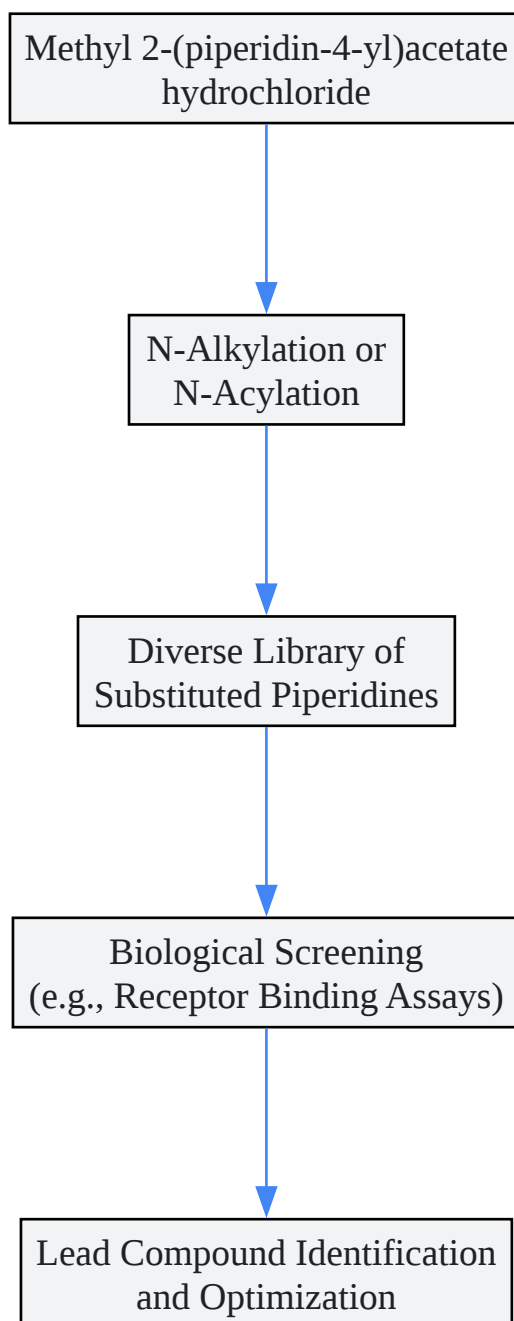 Methyl 2-(piperidin-4-yl)acetate
hydrochloride
N-Alkylation or
N-Acylation
Diverse Library of
Substituted Piperidines
Biological Screening
(e.g., Receptor Binding Assays)
Lead Compound Identification
and Optimization